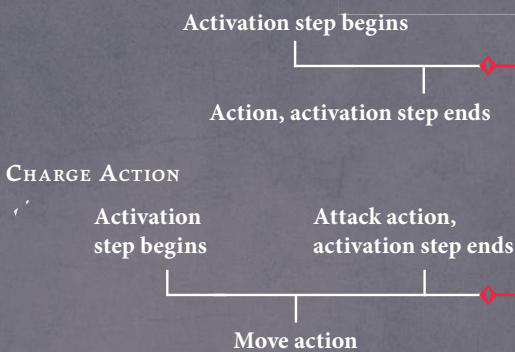 Activation step begins
Action, activation step ends
CHARGE ACTION
Activation
step begins
Attack action,
activation step ends
Move action